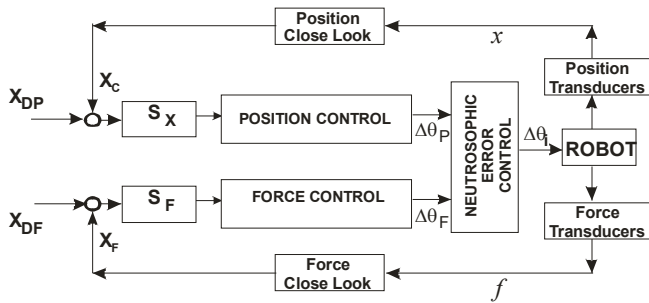 Position
Close Look
x
Position
Transducers
X_C
X_DP
S_X
POSITION CONTROL
Δθ_P
NEUTROSOPHIC
ERROR
CONTROL
Δθ_i
ROBOT
X_DF
S_F
FORCE CONTROL
Δθ_F
X_F
Force
Transducers
Force
Close Look
f